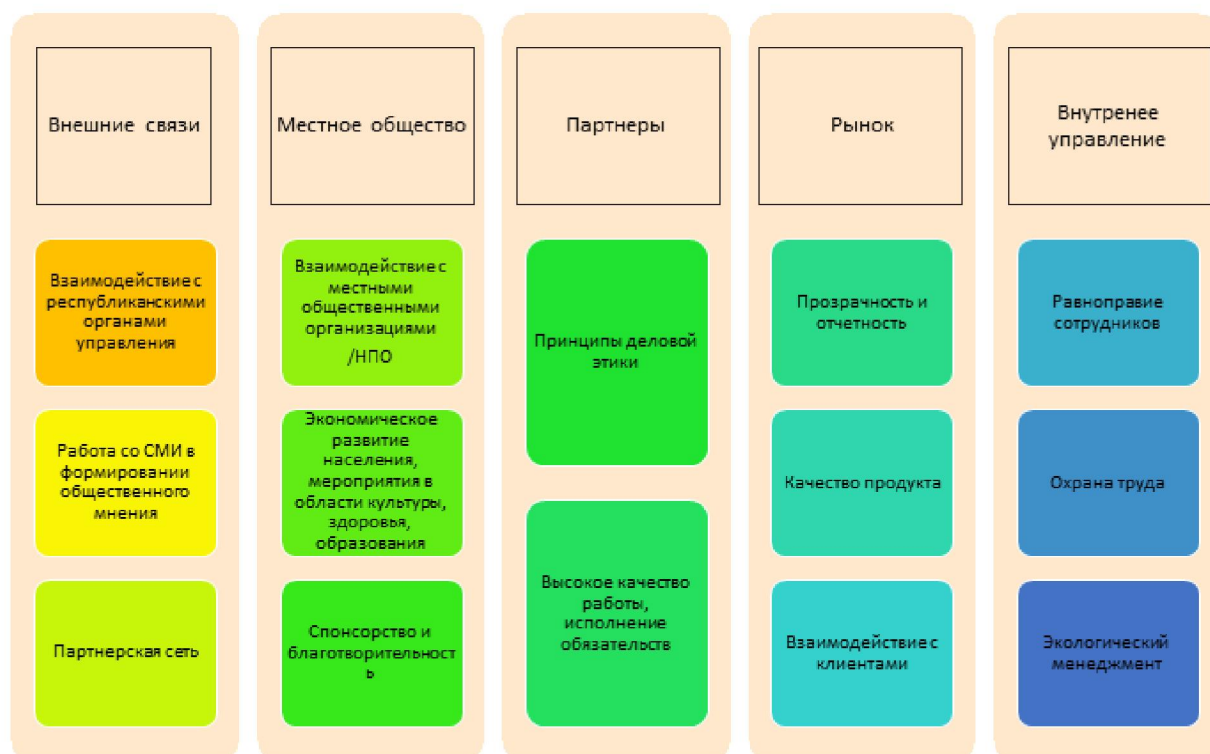 Внешние связи
Взаимодействие с
республиканскими
органами
управления
Работа со СМИ в
формировании
общественного
мнения
Партнерская сеть
Местное общество
Взаимодействие с
местными
общественными
организациями
/НПО
Экономическое
развитие
населения,
мероприятия в
области культуры,
здоровья,
образования
Спонсорство и
благотворительност
ь
Партнеры
Принципы деловой
этики
Высокое качество
работы,
исполнение
обязательств
Рынок
Прозрачность и
отчетность
Качество продукта
Взаимодействие с
клиентами
Внутренее
управление
Равноправие
сотрудников
Охрана труда
Экологический
менеджмент